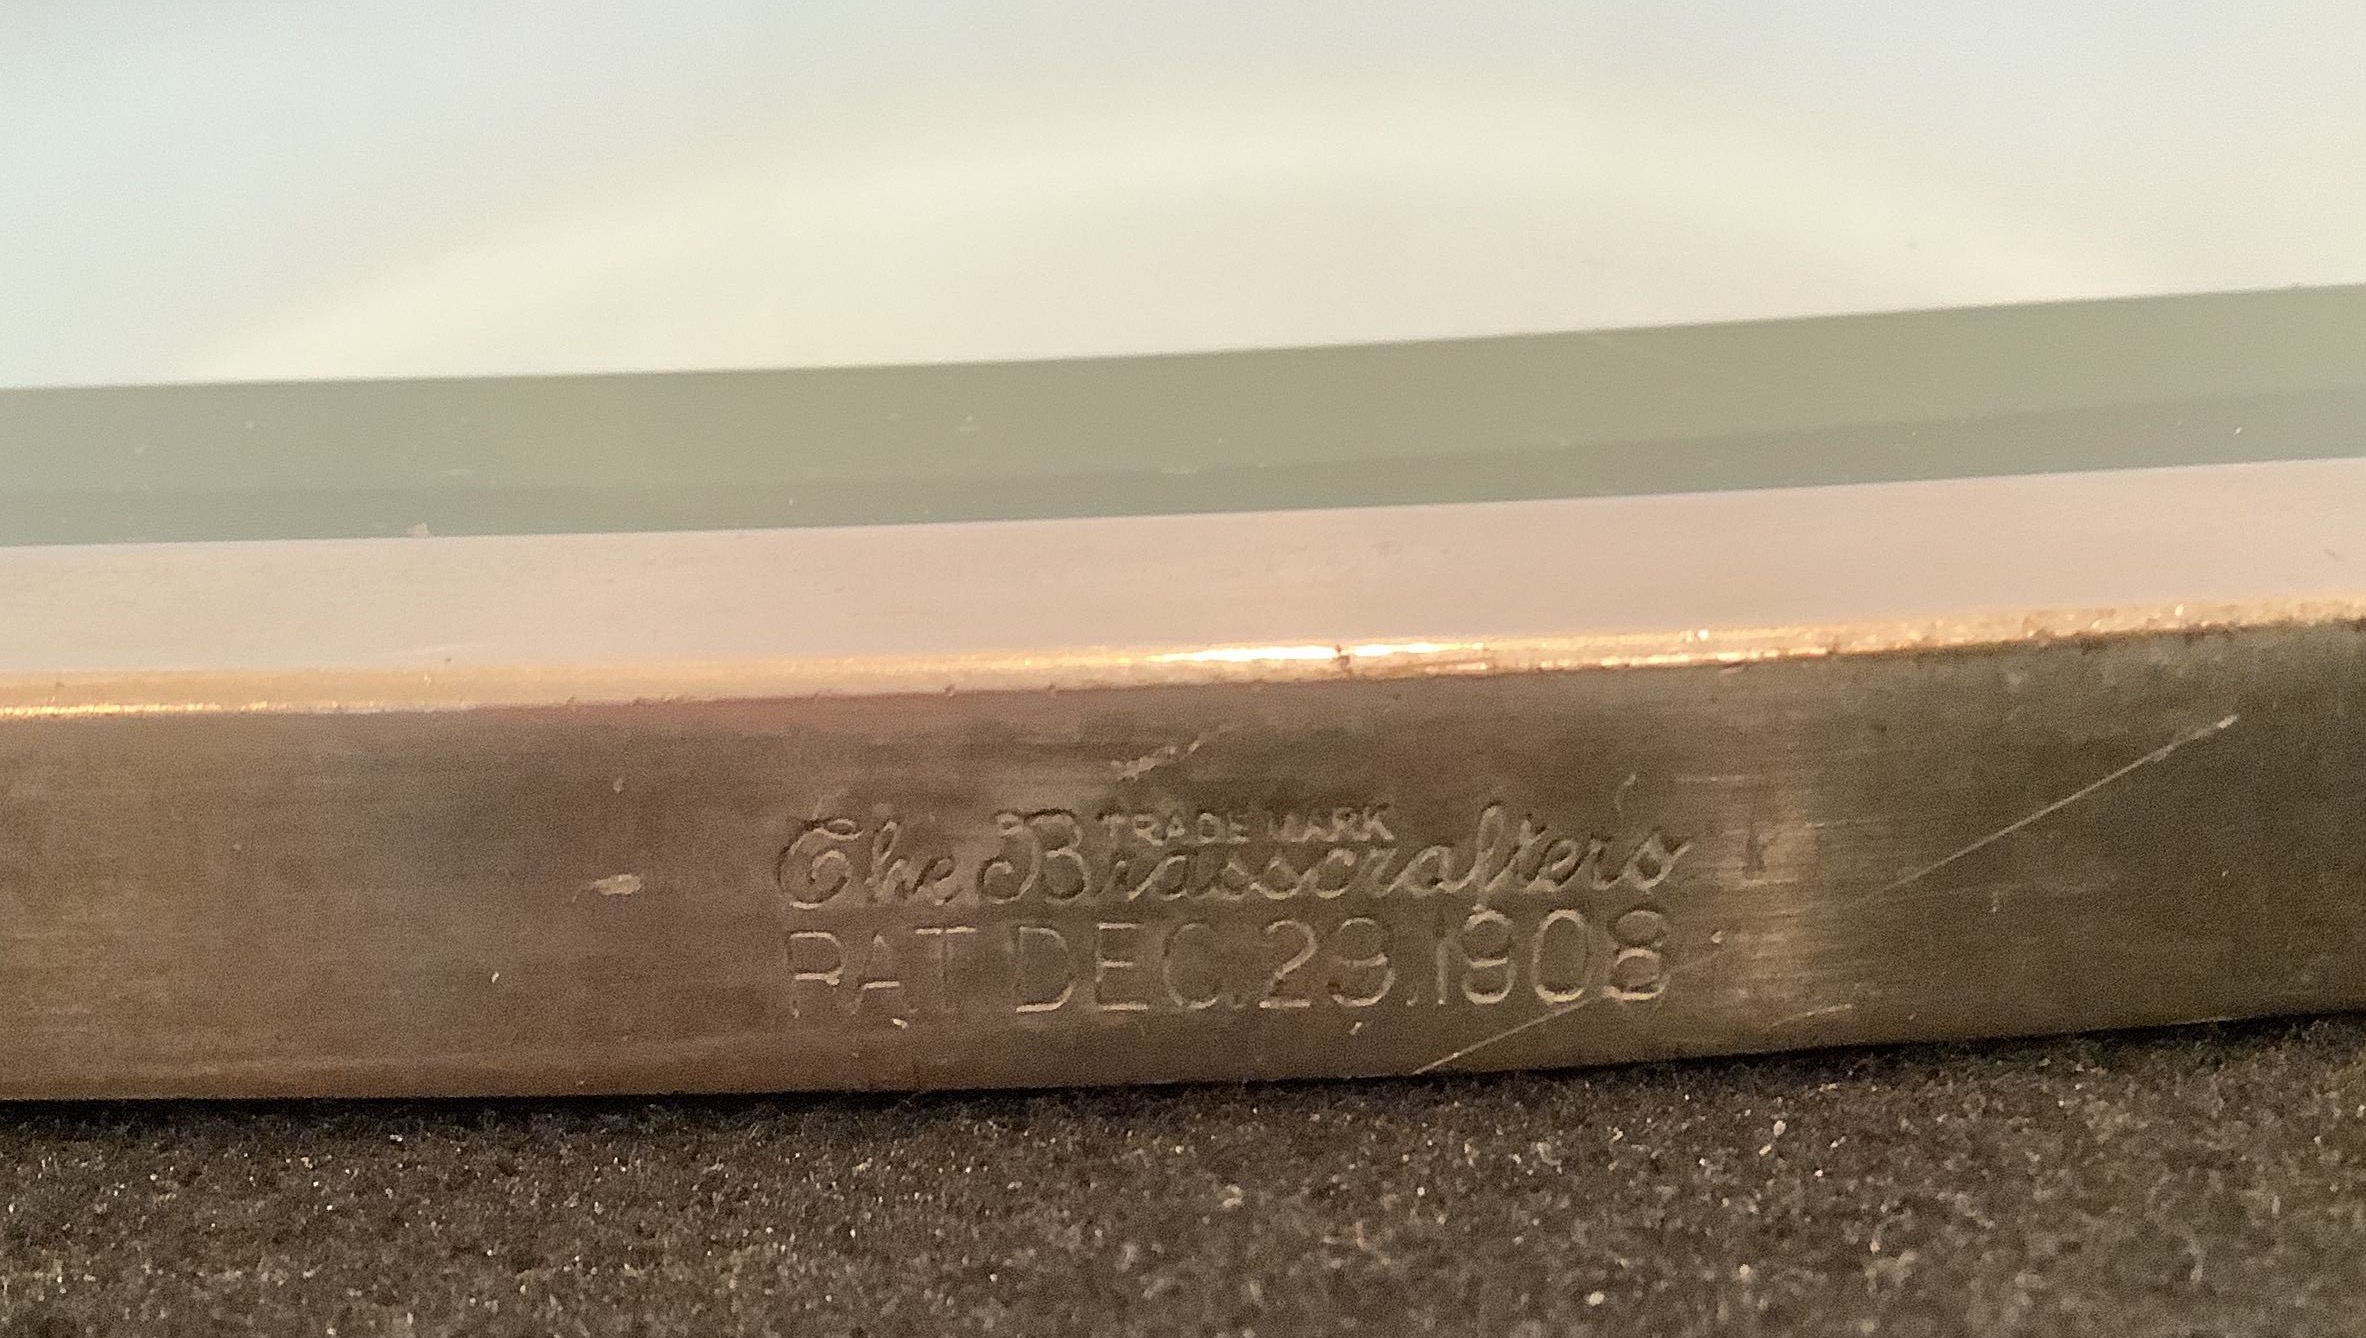 TRADE MARK
The Brasscrafters
PAT DEC.29.1908